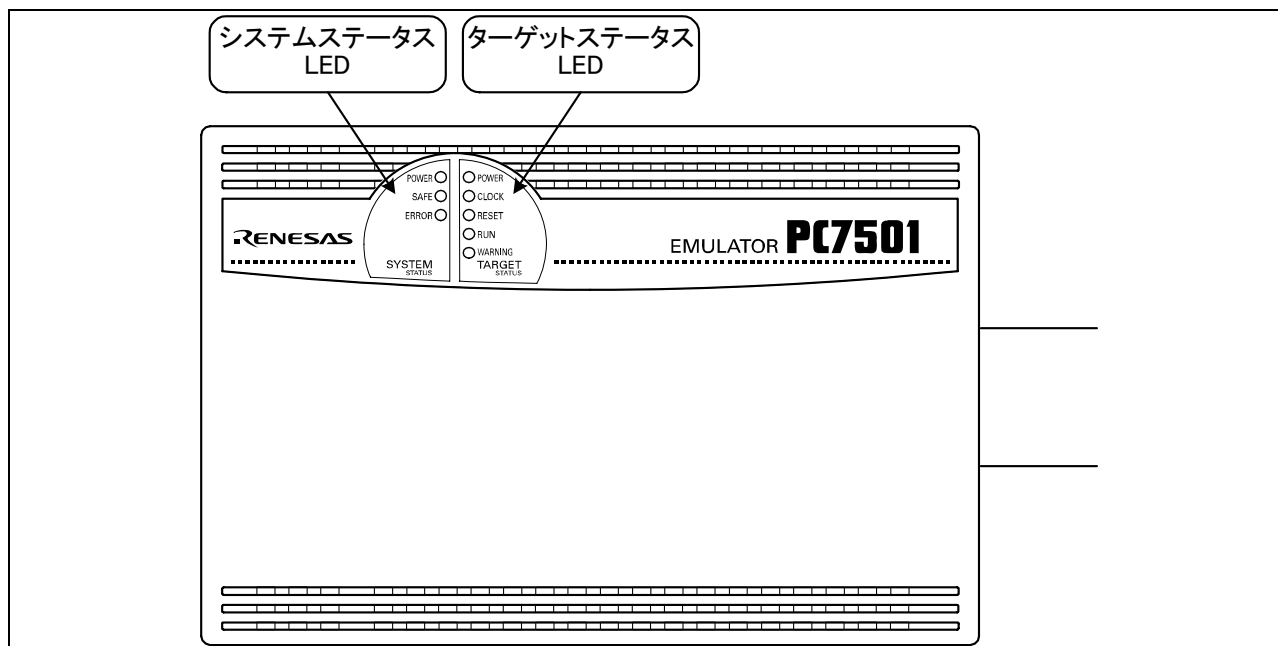 システムステータス
LED
ターゲットステータス
LED
POWER
SAFE
ERROR
SYSTEM
STATUS
POWER
CLOCK
RESET
RUN
WARNING
TARGET
STATUS
RENESAS
EMULATOR PC7501